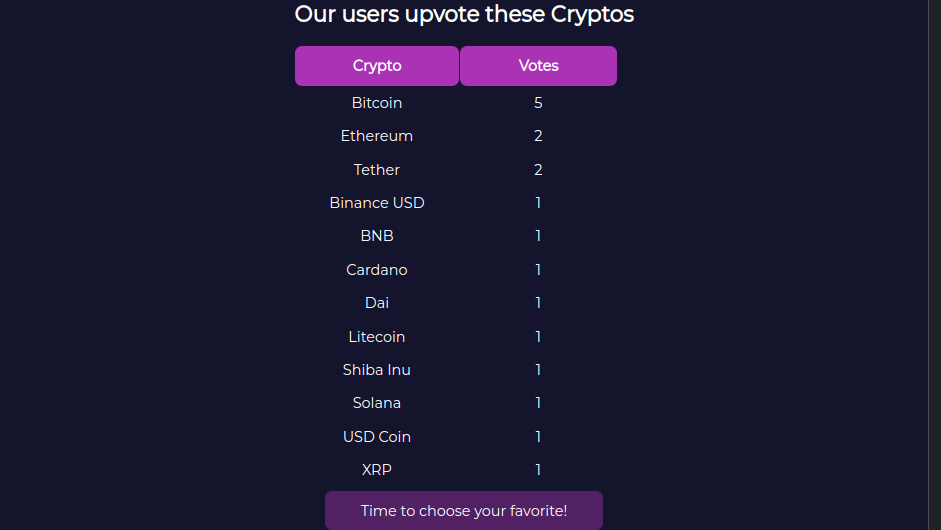 Our users upvote these Cryptos
Crypto Votes
Bitcoin 5
Ethereum 2
Tether 2
Binance USD 1
BNB 1
Cardano 1
Dai 1
Litecoin 1
Shiba Inu 1
Solana 1
USD Coin 1
XRP 1
Time to choose your favorite!